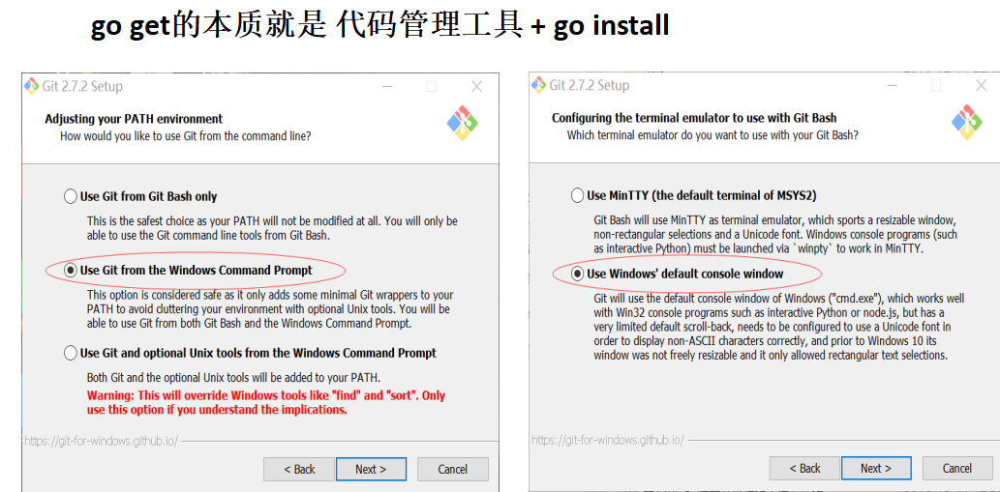 go get的本质就是 代码管理工具 + go install
Git 2.7.2 Setup
Adjusting your PATH environment
How would you like to use Git from the command line?
Use Git from Git Bash only
This is the safest choice as your PATH will not be modified at all. You will only be
able to use the Git command line tools from Git Bash.
Use Git from the Windows Command Prompt
This option is considered safe as it only adds some minimal Git wrappers to your
PATH to avoid cluttering your environment with optional Unix tools. You will be
able to use Git from both Git Bash and the Windows Command Prompt.
Use Git and optional Unix tools from the Windows Command Prompt
Both Git and the optional Unix tools will be added to your PATH.
Warning: This will override Windows tools like "find" and "sort". Only
use this option if you understand the implications.
https://git-for-windows.github.io/
< Back
Next >
Cancel
Git 2.7.2 Setup
Configuring the terminal emulator to use with Git Bash
Which terminal emulator do you want to use with your Git Bash?
Use MinTTY (the default terminal of MSYS2)
Git Bash will use MinTTY as terminal emulator, which sports a resizable window,
non-rectangular selections and a Unicode font. Windows console programs (such
as interactive Python) must be launched via `winpty` to work in MinTTY.
Use Windows' default console window
Git will use the default console window of Windows ("cmd.exe"), which works well
with Win32 console programs such as interactive Python or node.js, but has a
very limited default scroll-back, needs to be configured to use a Unicode font in
order to display non-ASCII characters correctly, and prior to Windows 10 its
window was not freely resizable and it only allowed rectangular text selections.
https://git-for-windows.github.io/
< Back
Next >
Cancel